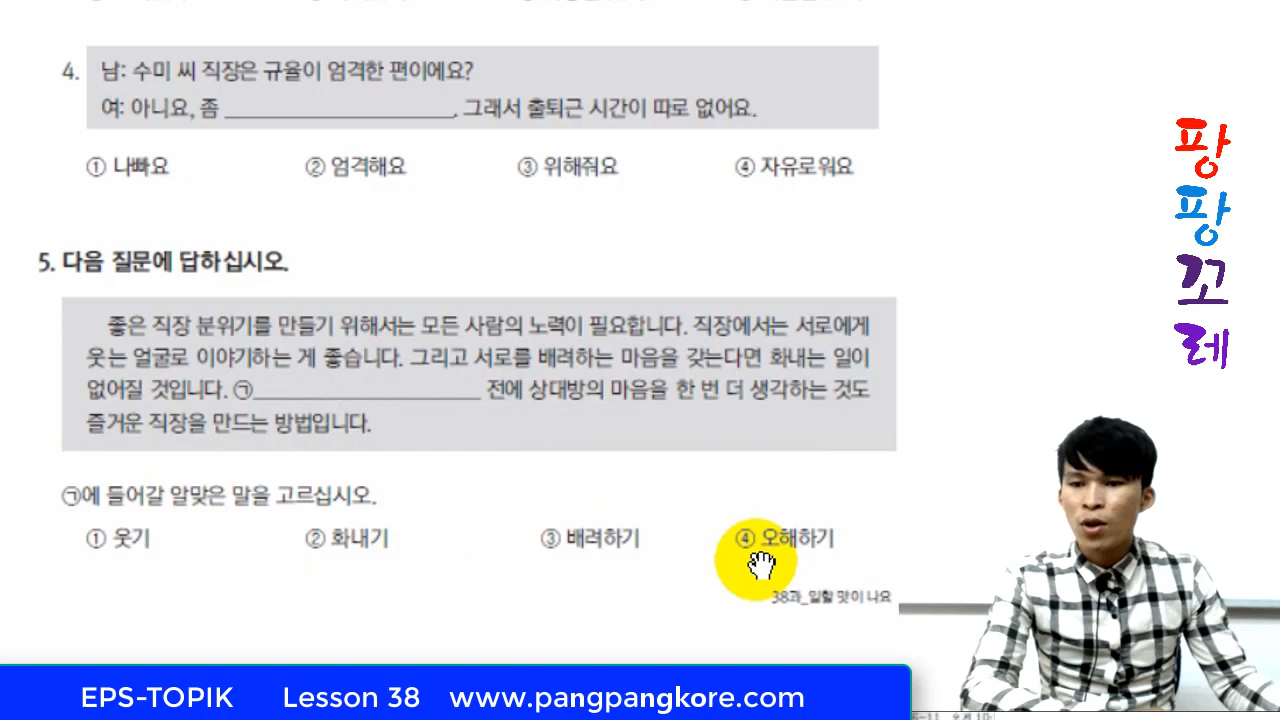 4. 남: 수미 씨 직장은 규율이 엄격한 편이에요?
여: 아니요, 좀 ____________________. 그래서 출퇴근 시간이 따로 없어요.
① 나빠요 ② 엄격해요 ③ 위해줘요 ④ 자유로워요
5. 다음 질문에 답하십시오.
좋은 직장 분위기를 만들기 위해서는 모든 사람의 노력이 필요합니다. 직장에서는 서로에게
웃는 얼굴로 이야기하는 게 좋습니다. 그리고 서로를 배려하는 마음을 갖는다면 화내는 일이
없어질 것입니다. ㉠____________________ 전에 상대방의 마음을 한 번 더 생각하는 것도
즐거운 직장을 만드는 방법입니다.
㉠에 들어갈 알맞은 말을 고르십시오.
① 웃기 ② 화내기 ③ 배려하기 ④ 오해하기
38과_일할 맛이 나요
팡
팡
꼬
레
EPS-TOPIK Lesson 38 www.pangpangkore.com